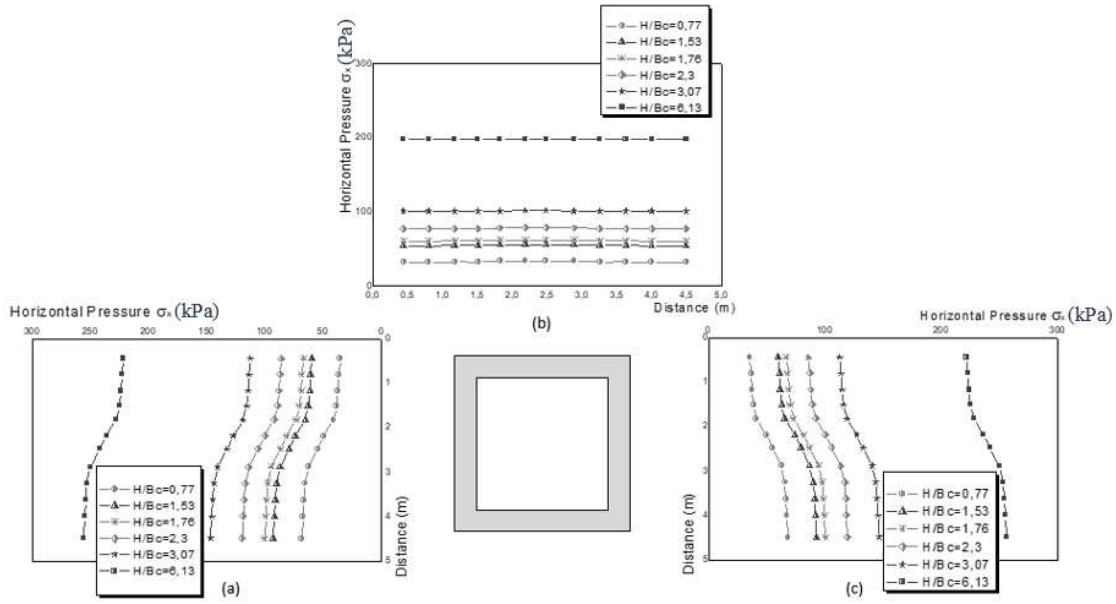 Horizontal Pressure σₓ (kPa)
300
200
100
0
0,0 0,5 1,0 1,5 2,0 2,5 3,0 3,5 4,0 4,5 5,0
Distance (m)
H/Bc=0,77
H/Bc=1,53
H/Bc=1,76
H/Bc=2,3
H/Bc=3,07
H/Bc=6,13
(b)
Horizontal Pressure σₓ (kPa)
300 250 200 150 100 50 0
0
1
2
3
4
5
Distance (m)
H/Bc=0,77
H/Bc=1,53
H/Bc=1,76
H/Bc=2,3
H/Bc=3,07
H/Bc=6,13
(a)
Horizontal Pressure σₓ (kPa)
0 100 200 300
0
1
2
3
4
5
Distance (m)
H/Bc=0,77
H/Bc=1,53
H/Bc=1,76
H/Bc=2,3
H/Bc=3,07
H/Bc=6,13
(c)